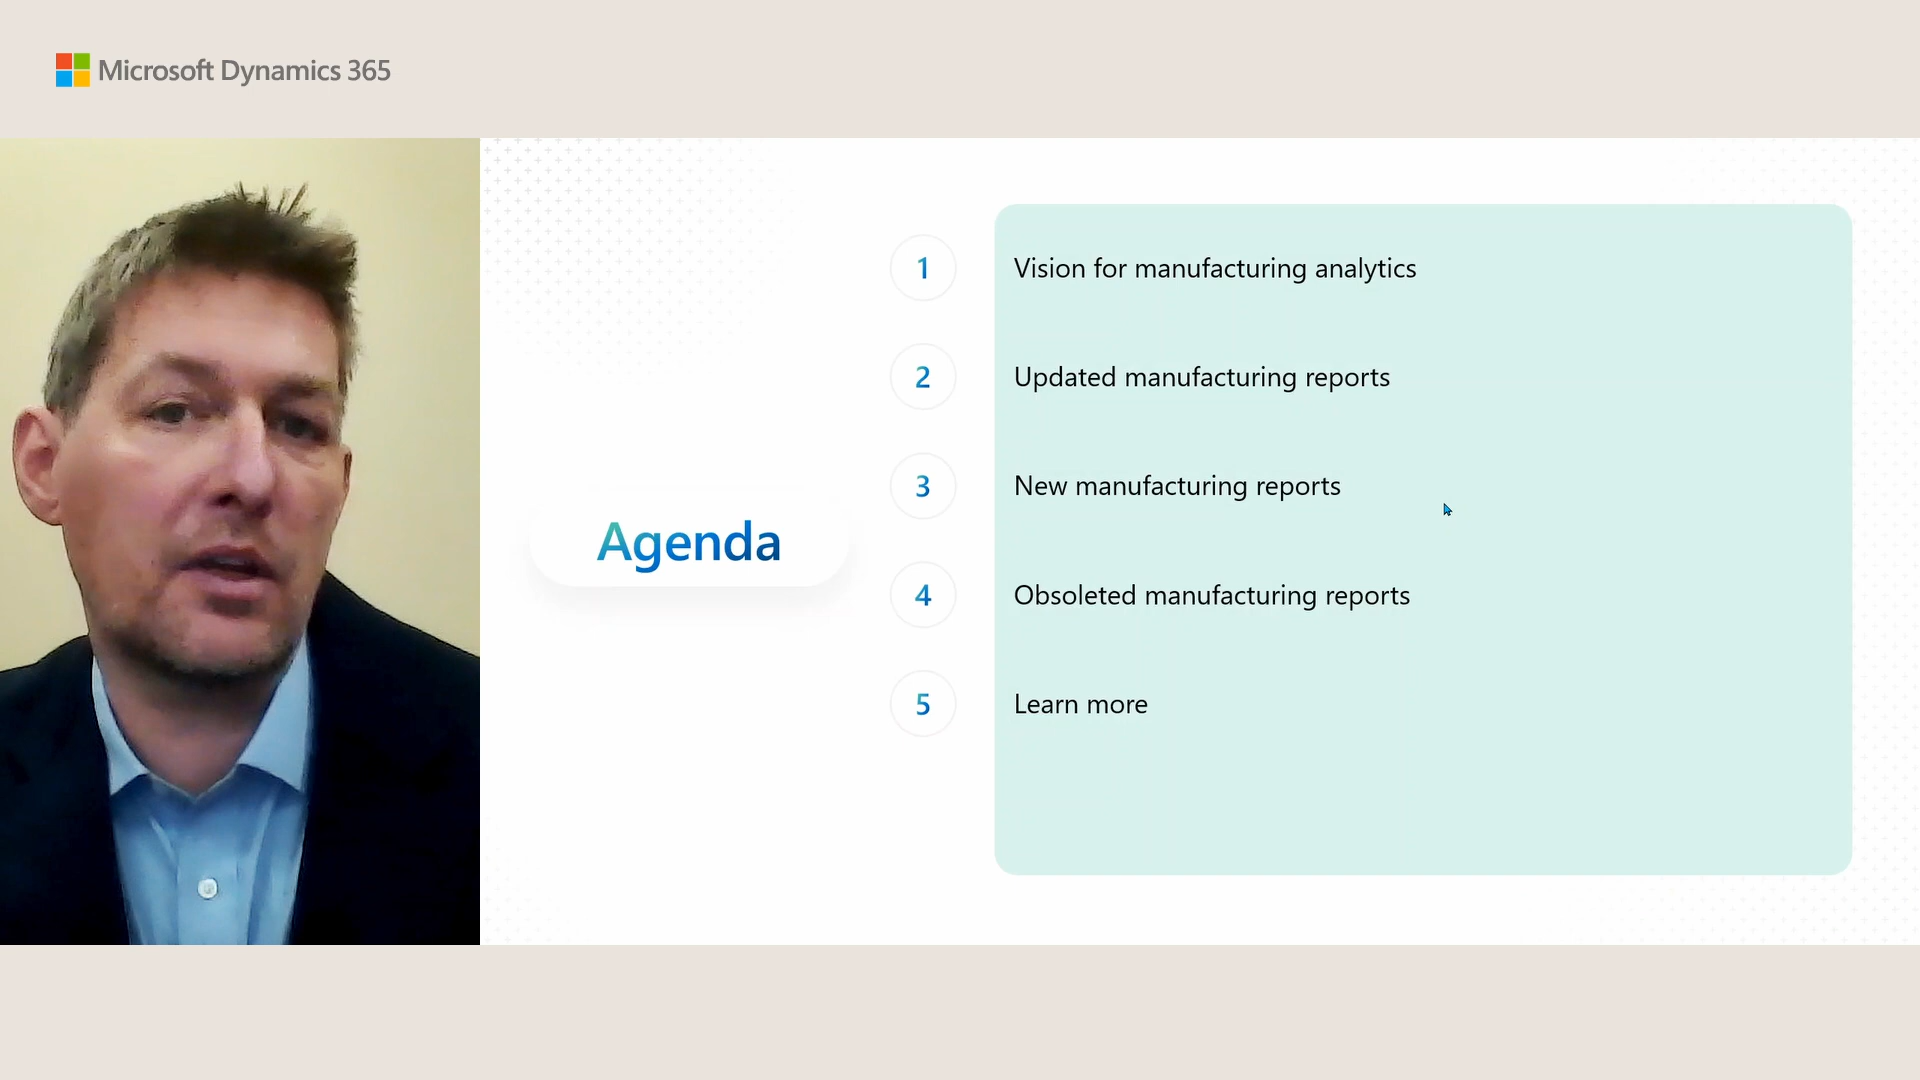 Microsoft Dynamics 365
Agenda
1 Vision for manufacturing analytics
2 Updated manufacturing reports
3 New manufacturing reports
4 Obsoleted manufacturing reports
5 Learn more